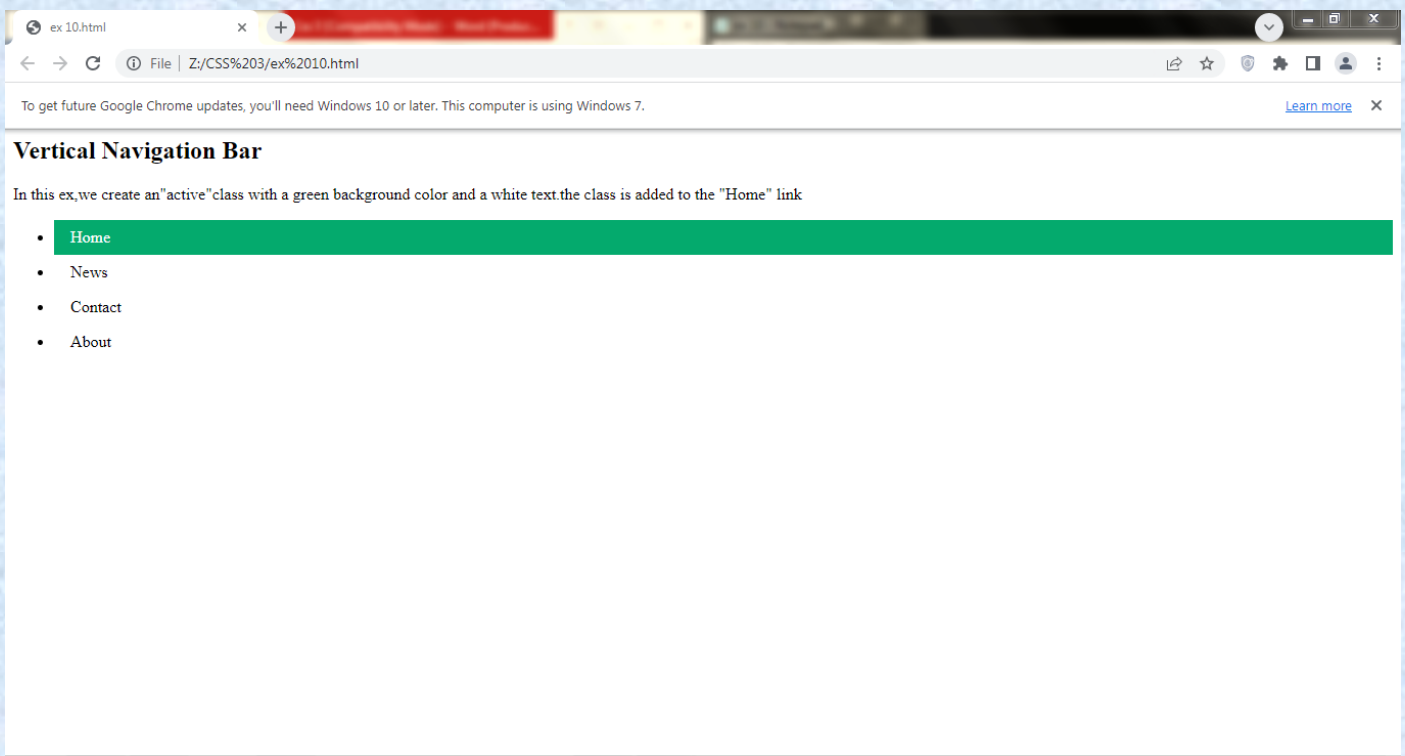 ex 10.html
File Z:/CSS%203/ex%2010.html
To get future Google Chrome updates, you'll need Windows 10 or later. This computer is using Windows 7. Learn more
Vertical Navigation Bar
In this ex,we create an"active"class with a green background color and a white text.the class is added to the "Home" link
Home
News
Contact
About